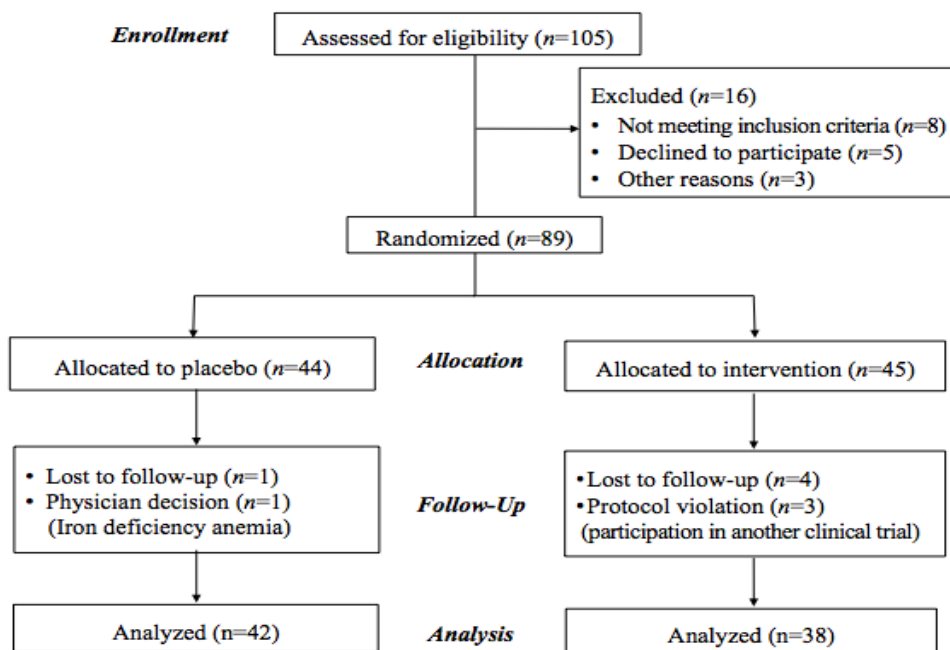 Enrollment
Assessed for eligibility (n=105)
Excluded (n=16)
• Not meeting inclusion criteria (n=8)
• Declined to participate (n=5)
• Other reasons (n=3)
Randomized (n=89)
Allocated to placebo (n=44)
Allocation
Allocated to intervention (n=45)
• Lost to follow-up (n=1)
• Physician decision (n=1)
(Iron deficiency anemia)
Follow-Up
•Lost to follow-up (n=4)
•Protocol violation (n=3)
(participation in another clinical trial)
Analyzed (n=42)
Analysis
Analyzed (n=38)